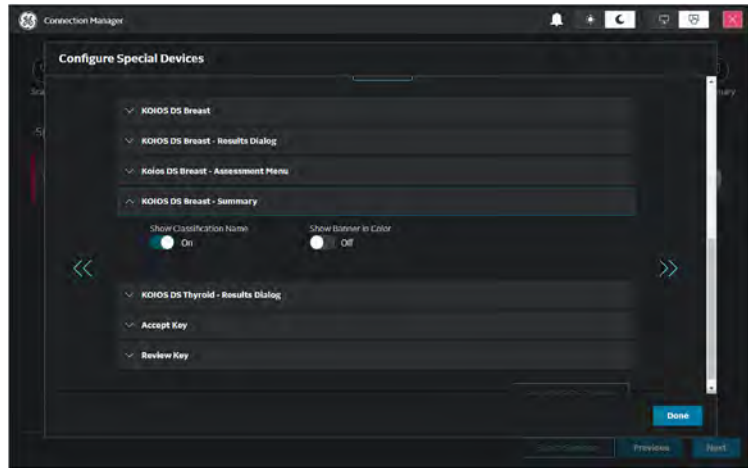 Connection Manager
Configure Special Devices
KOIOS DS Breast
KOIOS DS Breast - Results Dialog
Koios DS Breast - Assessment Menu
KOIOS DS Breast - Summary
Show Classification Name Show Banner in Color
On Off
KOIOS DS Thyroid - Results Dialog
Accept Key
Review Key
Done
Previous Next